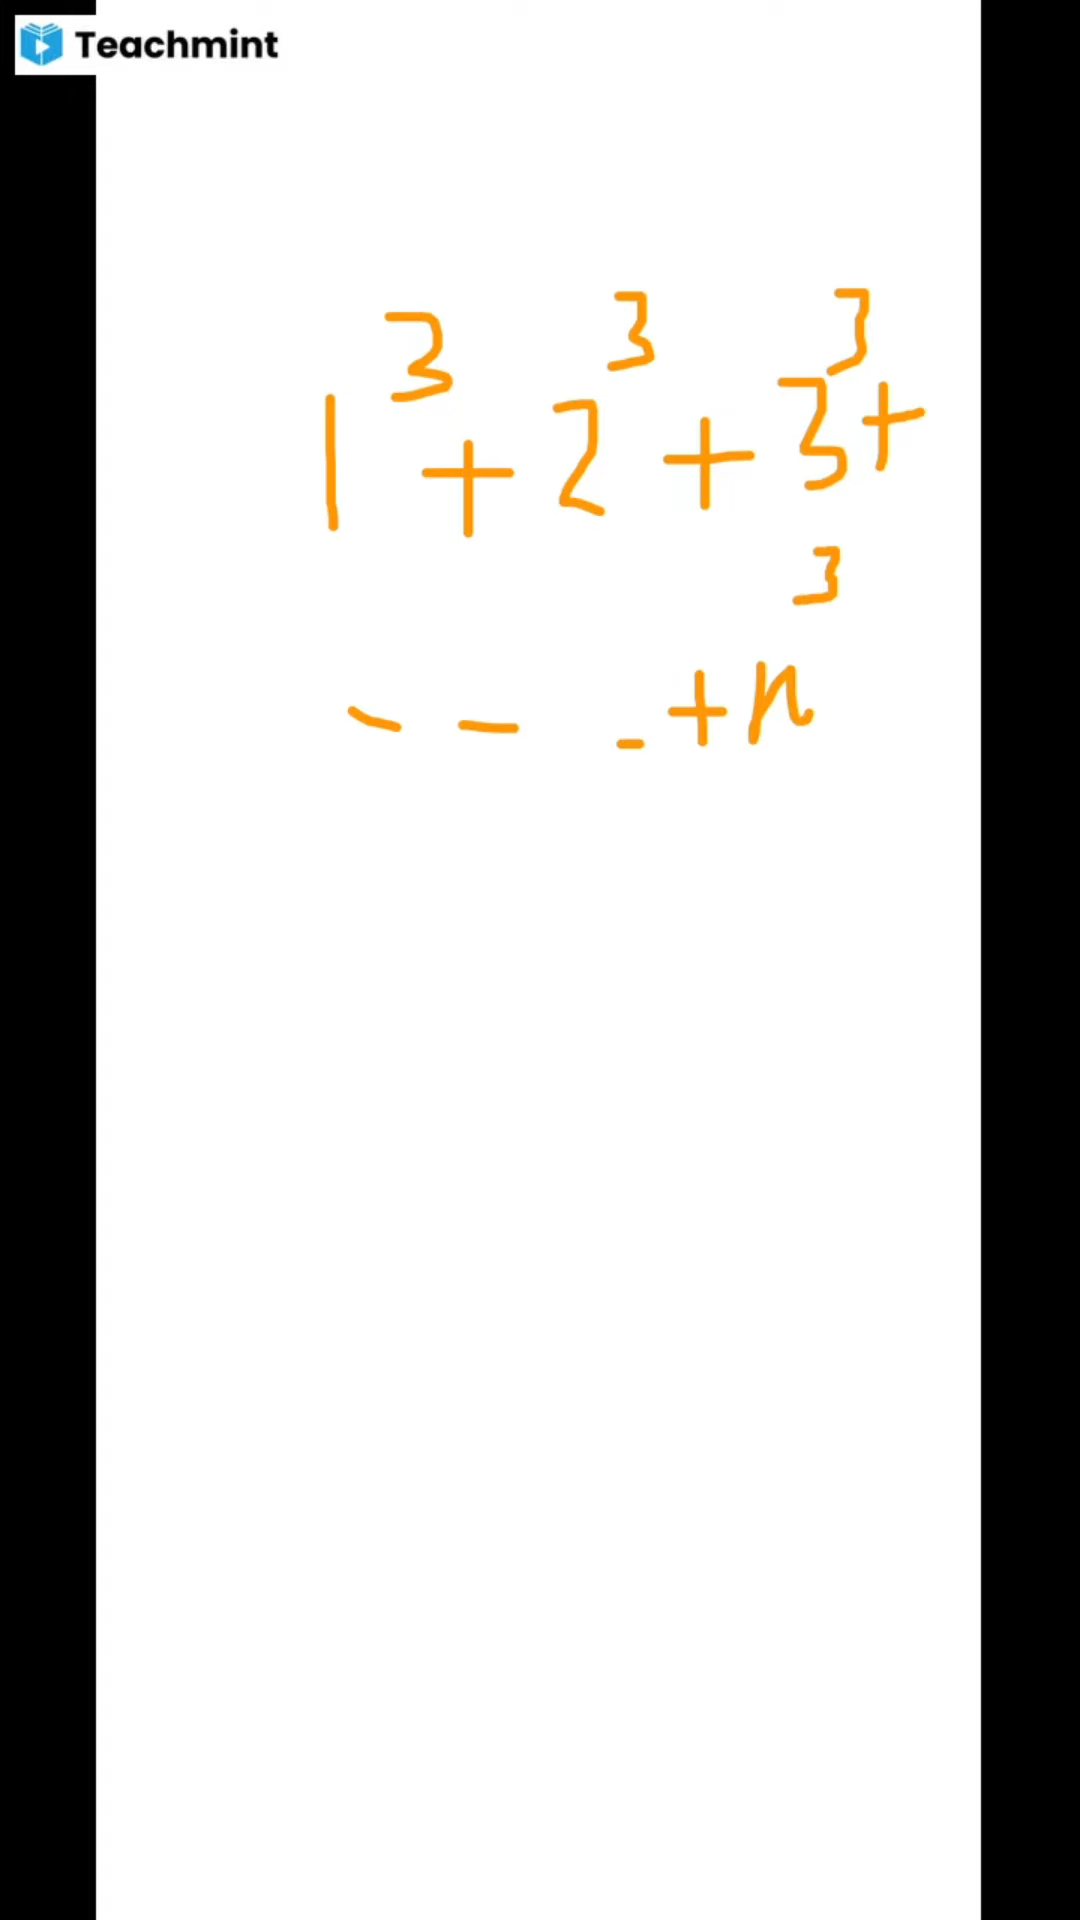 Teachmint
1³ + 2³ + 3³ +
- - - + n³